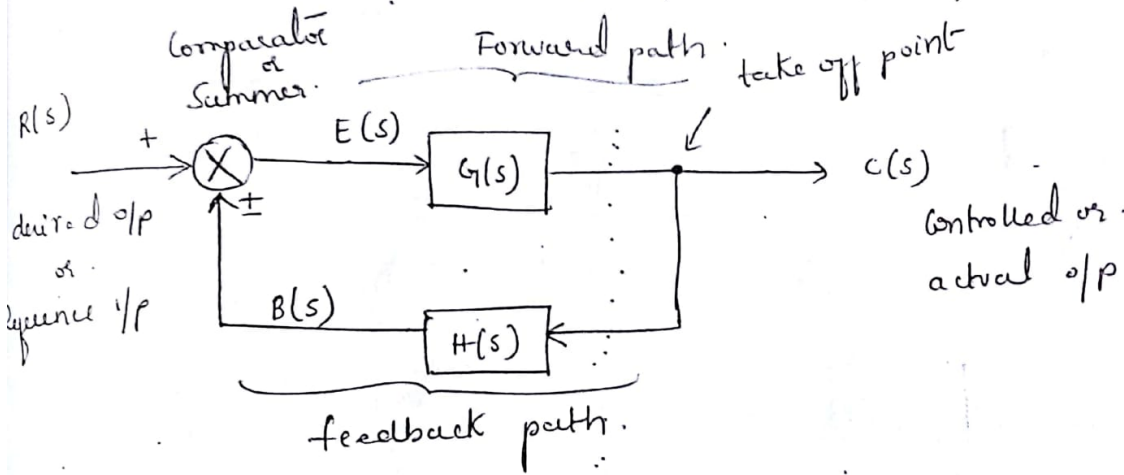 Comparator
or
Summer.
Forward path.
take off point
R(s)
+
E(s)
G(s)
C(s)
±
desired o/p
or
i/p
Controlled or
actual o/p
B(s)
H(s)
feedback path.